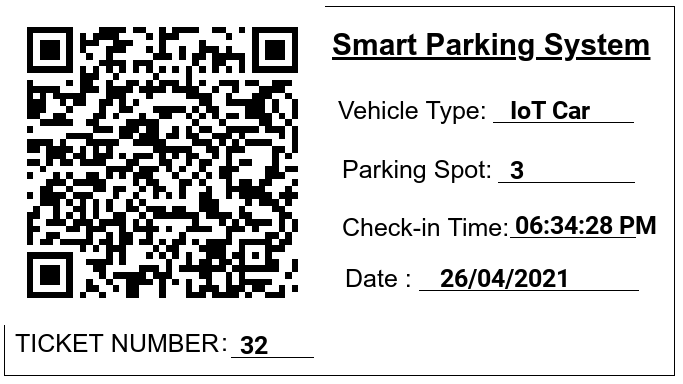 Smart Parking System
Vehicle Type: IoT Car
Parking Spot: 3
Check-in Time: 06:34:28 PM
Date : 26/04/2021
TICKET NUMBER: 32